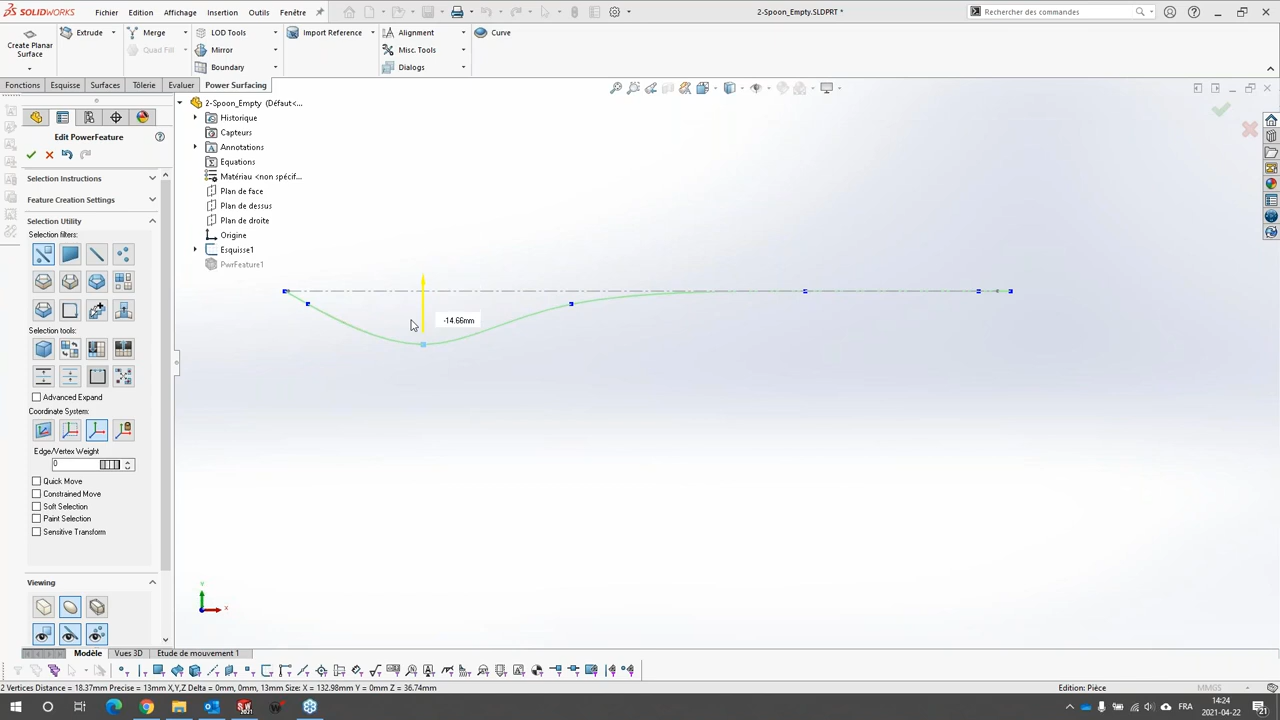 SOLIDWORKS
Fichier Edition Affichage Insertion Outils Fenêtre
2-Spoon_Empty.SLDPRT *
Rechercher des commandes
Create Planar
Surface
Extrude
Merge
Quad Fill
LOD Tools
Mirror
Boundary
Import Reference
Alignment
Misc. Tools
Dialogs
Curve
Fonctions Esquisse Surfaces Tôlerie Evaluer Power Surfacing
Edit PowerFeature
Selection Instructions
Feature Creation Settings
Selection Utility
Selection filters:
Selection tools:
Advanced Expand
Coordinate System:
Edge/Vertex Weight
0
Quick Move
Constrained Move
Soft Selection
Paint Selection
Sensitive Transform
Viewing
2-Spoon_Empty (Défaut<...
Historique
Capteurs
Annotations
Equations
Matériau <non spécif...
Plan de face
Plan de dessus
Plan de droite
Origine
Esquisse1
PwrFeature1
-14.66mm
Y
X
Modèle Vues 3D Etude de mouvement 1
2 Vertices Distance = 18.37mm Precise = 13mm X,Y,Z Delta = 0mm, 0mm, 13mm Size: X = 132.98mm Y = 0mm Z = 36.74mm
Edition: Pièce
MMGS
FRA
14:24
2021-04-22